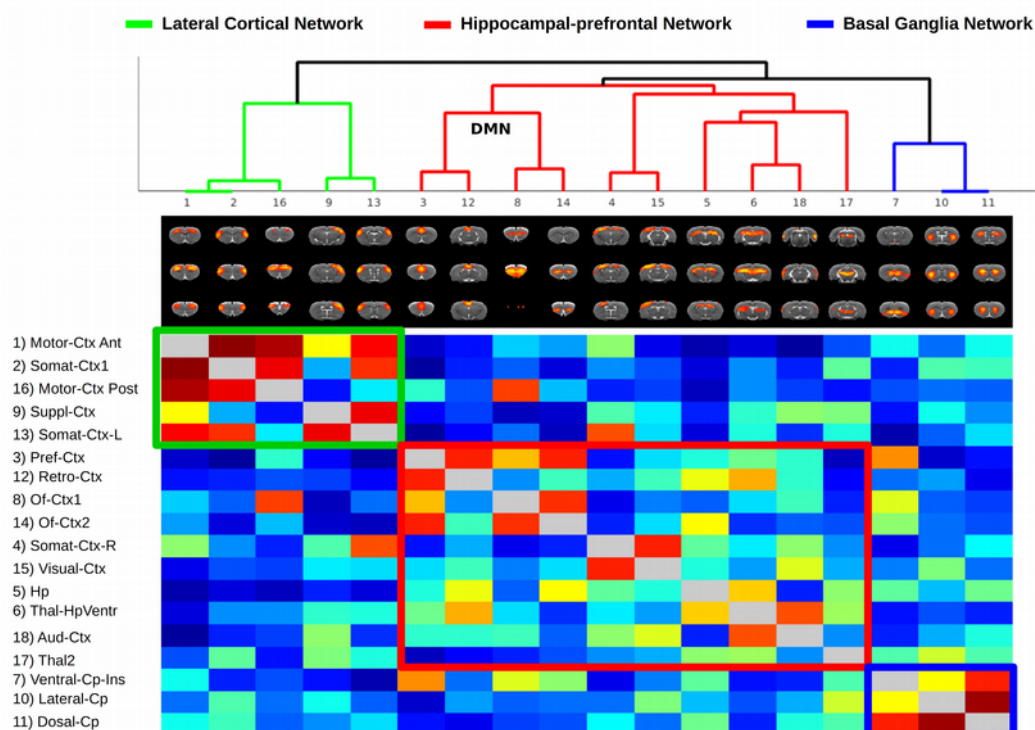 Lateral Cortical Network Hippocampal-prefrontal Network Basal Ganglia Network
DMN
1 2 16 9 13 3 12 8 14 4 15 5 6 18 17 7 10 11
1) Motor-Ctx Ant
2) Somat-Ctx1
16) Motor-Ctx Post
9) Suppl-Ctx
13) Somat-Ctx-L
3) Pref-Ctx
12) Retro-Ctx
8) Of-Ctx1
14) Of-Ctx2
4) Somat-Ctx-R
15) Visual-Ctx
5) Hp
6) Thal-HpVentr
18) Aud-Ctx
17) Thal2
7) Ventral-Cp-Ins
10) Lateral-Cp
11) Dosal-Cp